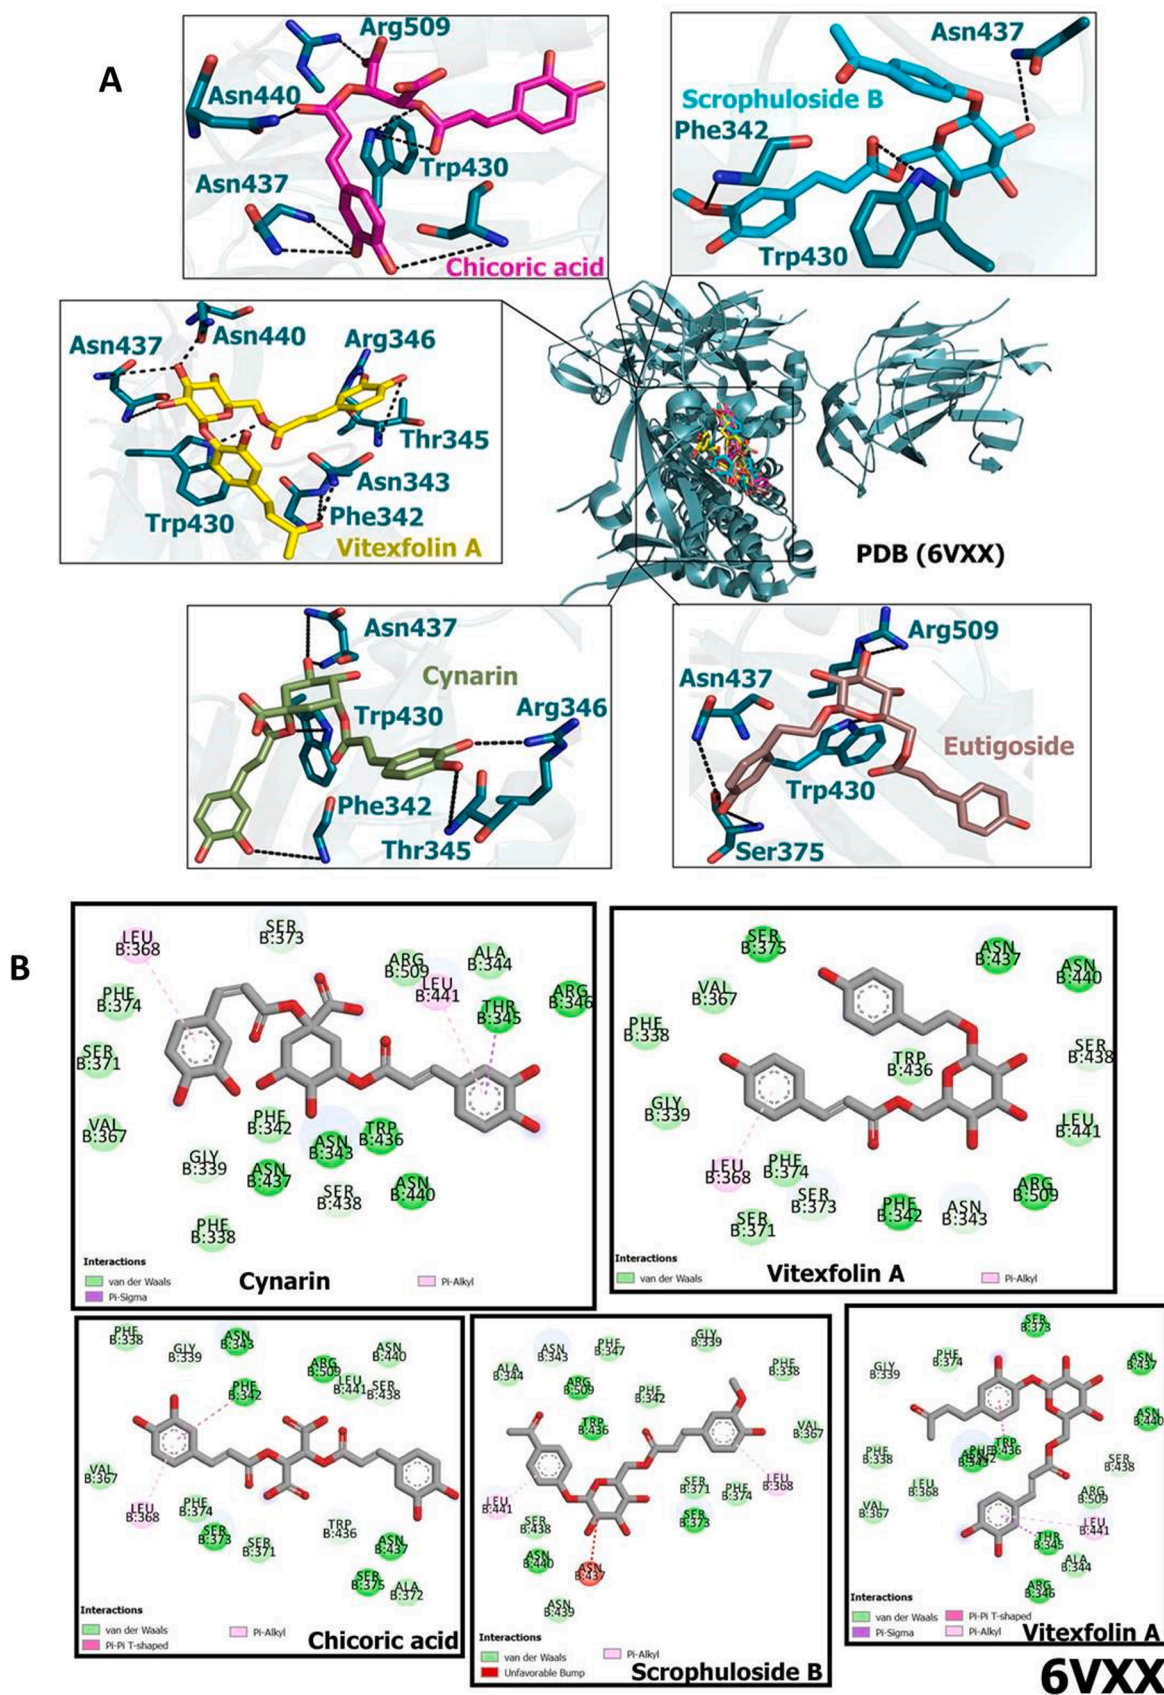 A
Arg509
Asn440
Trp430
Asn437
Chicoric acid
Asn437
Scrophuloside B
Phe342
Trp430
Asn437
Asn440
Arg346
Thr345
Asn343
Trp430
Phe342
Vitexfolin A
PDB (6VXX)
Asn437
Cynarin
Trp430
Arg346
Phe342
Thr345
Arg509
Asn437
Eutigoside
Trp430
Ser375
B
LEU
B:368
SER
B:373
ARG
B:509
ALA
B:344
LEU
B:441
PHE
B:374
THR
B:345
ARG
B:346
SER
B:371
VAL
B:367
PHE
B:342
ASN
B:343
TRP
B:436
GLY
B:339
ASN
B:437
SER
B:438
ASN
B:440
PHE
B:338
Interactions
van der Waals
Pi-Sigma
Pi-Alkyl
Cynarin
SER
B:375
ASN
B:437
ASN
B:440
VAL
B:367
PHE
B:338
TRP
B:436
SER
B:438
GLY
B:339
LEU
B:441
LEU
B:368
PHE
B:374
SER
B:373
PHE
B:342
ASN
B:343
ARG
B:509
SER
B:371
Interactions
van der Waals
Pi-Alkyl
Vitexfolin A
PHE
B:338
GLY
B:339
ASN
B:343
ARG
B:509
ASN
B:440
LEU
B:441
SER
B:438
PHE
B:342
VAL
B:367
LEU
B:368
PHE
B:374
SER
B:373
SER
B:371
TRP
B:436
ASN
B:437
SER
B:375
ALA
B:372
Interactions
van der Waals
Pi-Pi T-shaped
Pi-Alkyl
Chicoric acid
ALA
B:344
ASN
B:343
PHE
B:347
GLY
B:339
PHE
B:338
ARG
B:509
PHE
B:342
TRP
B:436
VAL
B:367
LEU
B:441
SER
B:371
PHE
B:374
LEU
B:368
SER
B:438
SER
B:373
ASN
B:440
ASN
B:437
ASN
B:439
Interactions
van der Waals
Unfavorable Bump
Pi-Alkyl
Scrophuloside B
SER
B:373
GLY
B:339
PHE
B:374
ASN
B:437
ASN
B:440
PHE
B:338
TRP
B:436
SER
B:438
LEU
B:368
VAL
B:367
ARG
B:509
LEU
B:441
THR
B:345
ALA
B:344
ARG
B:346
Interactions
van der Waals
Pi-Sigma
Pi-Pi T-shaped
Pi-Alkyl
Vitexfolin A
6VXX